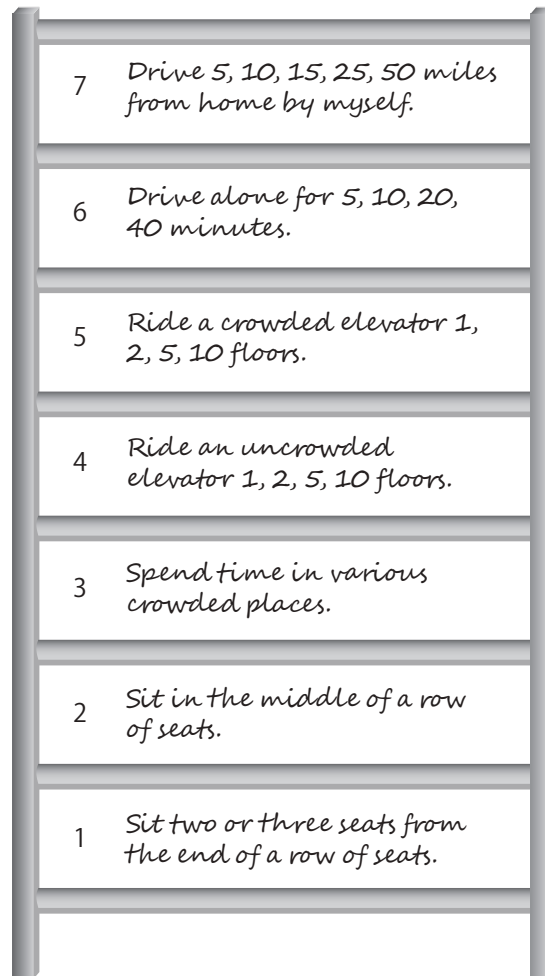 7 Drive 5, 10, 15, 25, 50 miles
from home by myself.
6 Drive alone for 5, 10, 20,
40 minutes.
5 Ride a crowded elevator 1,
2, 5, 10 floors.
4 Ride an uncrowded
elevator 1, 2, 5, 10 floors.
3 Spend time in various
crowded places.
2 Sit in the middle of a row
of seats.
1 Sit two or three seats from
the end of a row of seats.